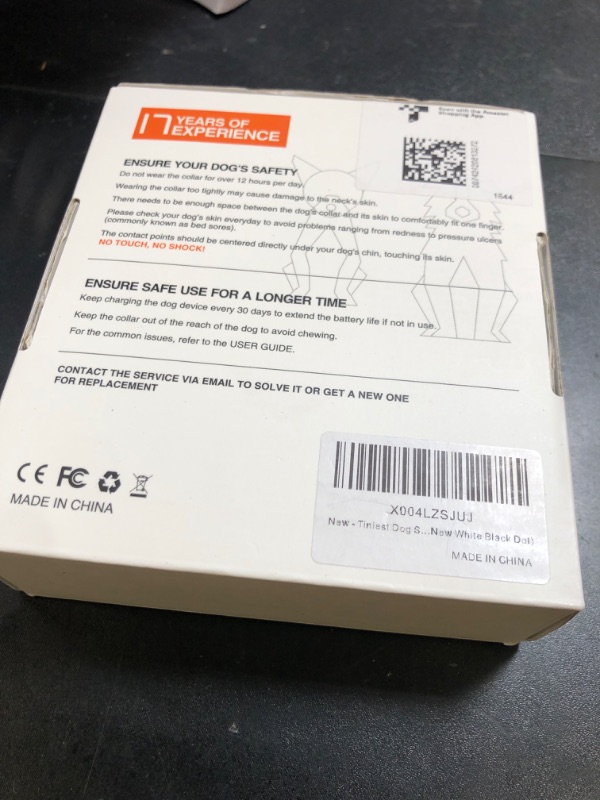 Scan with the Amazon
Shopping App
17 YEARS OF
EXPERIENCE
1544
ENSURE YOUR DOG'S SAFETY
Do not wear the collar for over 12 hours per day.
Wearing the collar too tightly may cause damage to the neck's skin.
There needs to be enough space between the dog's collar and its skin to comfortably fit one finger.
Please check your dog's skin everyday to avoid problems ranging from redness to pressure ulcers
(commonly known as bed sores).
The contact points should be centered directly under your dog's chin, touching its skin.
NO TOUCH, NO SHOCK!
ENSURE SAFE USE FOR A LONGER TIME
Keep charging the dog device every 30 days to extend the battery life if not in use.
Keep the collar out of the reach of the dog to avoid chewing.
For the common issues, refer to the USER GUIDE.
CONTACT THE SERVICE VIA EMAIL TO SOLVE IT OR GET A NEW ONE
FOR REPLACEMENT
CE FC
MADE IN CHINA
X004LZSJUJ
New - Tiniest Dog S...New White Black Dot)
MADE IN CHINA